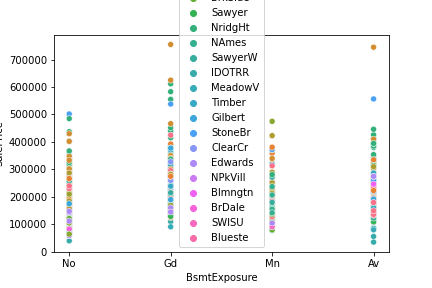 Sawyer
NridgHt
NAmes
SawyerW
IDOTRR
MeadowV
Timber
Gilbert
StoneBr
ClearCr
Edwards
NPkVill
Blmngtn
BrDale
SWISU
Blueste
700000
600000
500000
400000
300000
200000
100000
0
No
Gd
Mn
Av
BsmtExposure